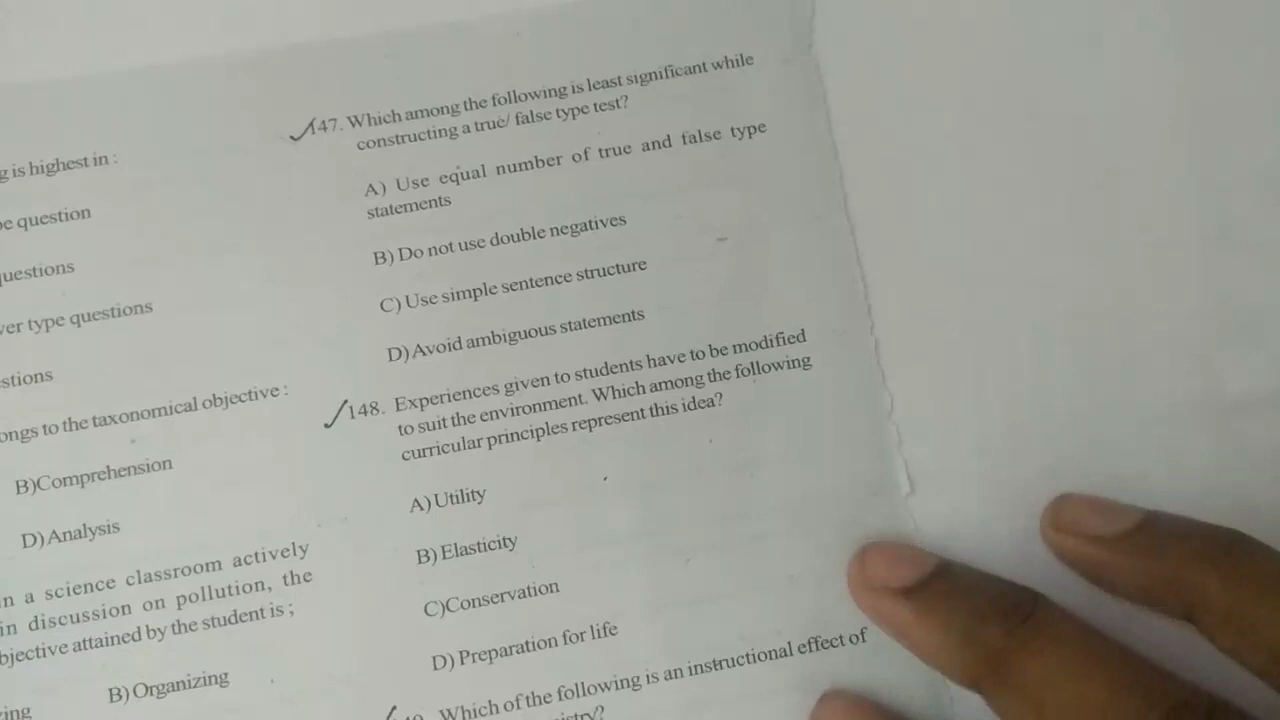 g is highest in :
be question
questions
ver type questions
stions
ongs to the taxonomical objective :
B)Comprehension
D) Analysis
n a science classroom actively
in discussion on pollution, the
bjective attained by the student is ;
B) Organizing
zing
147. Which among the following is least significant while
constructing a true/ false type test?
A) Use equal number of true and false type
statements
B) Do not use double negatives
C) Use simple sentence structure
D) Avoid ambiguous statements
148. Experiences given to students have to be modified
to suit the environment. Which among the following
curricular principles represent this idea?
A) Utility
B) Elasticity
C)Conservation
D) Preparation for life
Which of the following is an instructional effect of